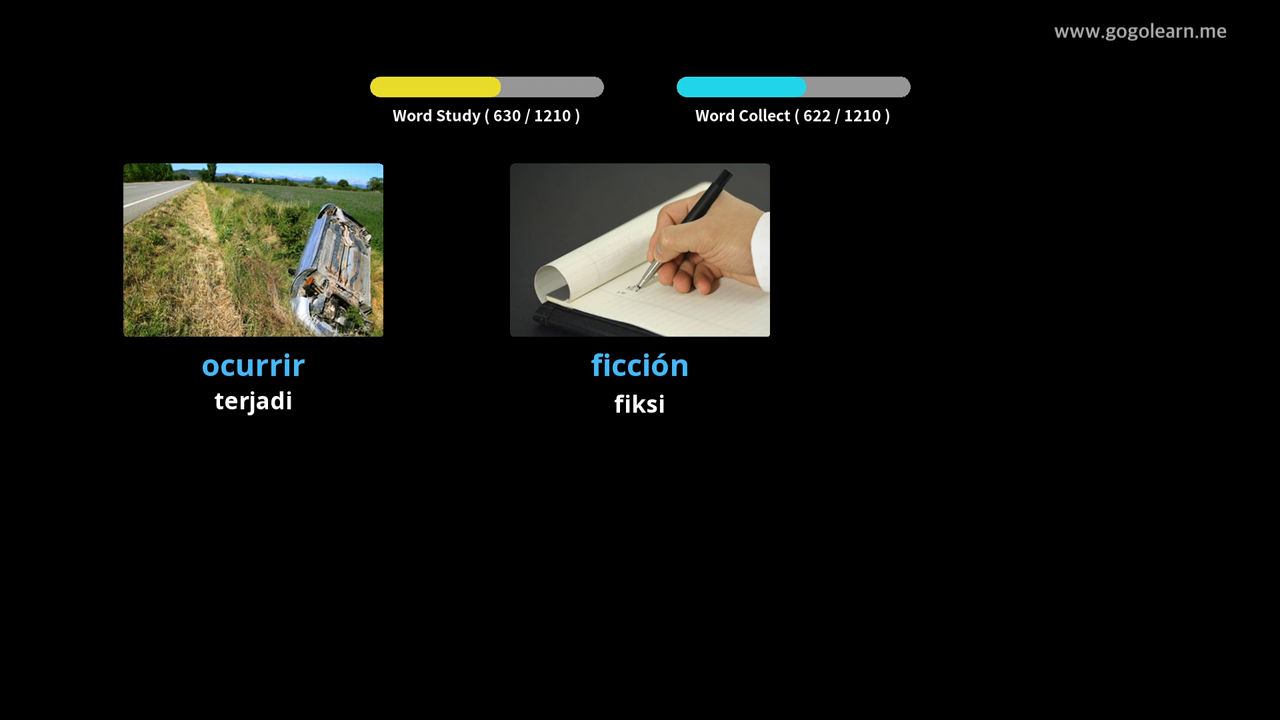 www.gogolearn.me
Word Study ( 630 / 1210 )
Word Collect ( 622 / 1210 )
ocurrir
terjadi
ficción
fiksi